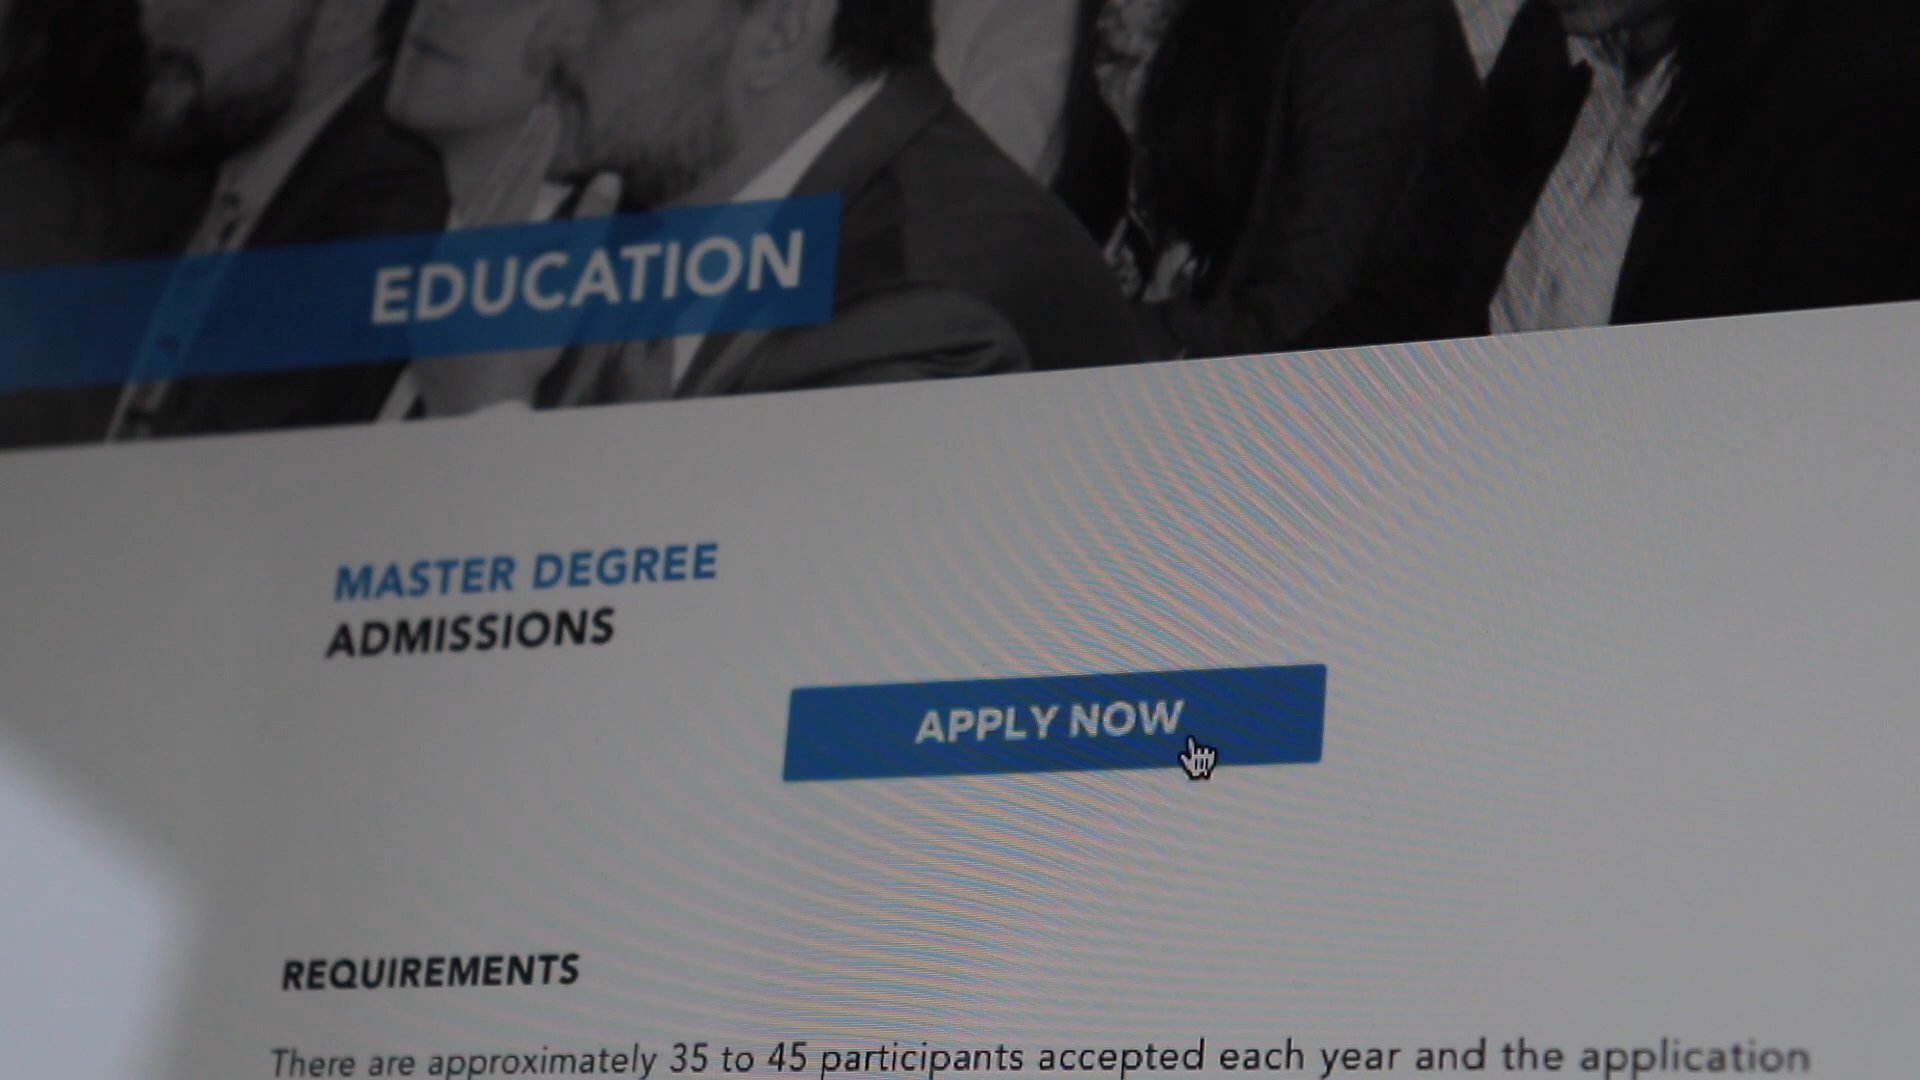 EDUCATION
MASTER DEGREE
ADMISSIONS
APPLY NOW
REQUIREMENTS
There are approximately 35 to 45 participants accepted each year and the application